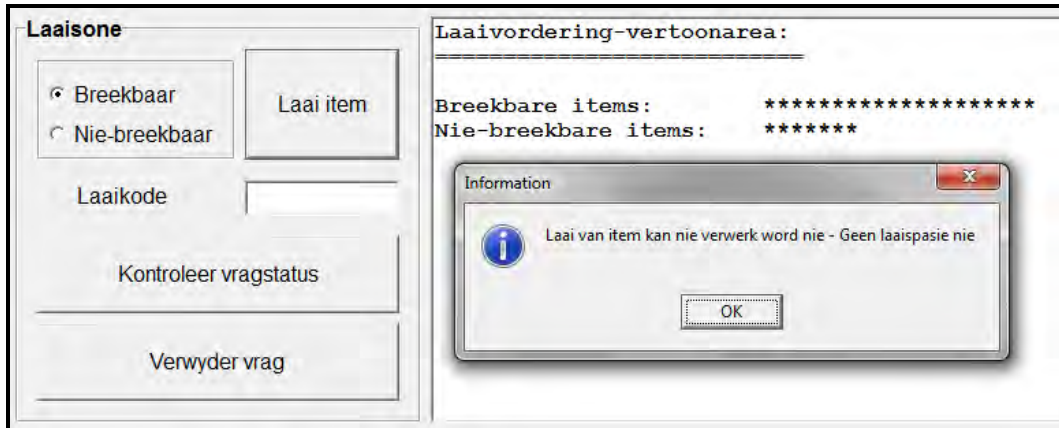 Laaisone
Breekbaar
Nie-breekbaar
Laai item
Laaikode
Kontroleer vragstatus
Verwyder vrag
Laaivordering-vertoonarea:
===========================
Breekbare items: ********************
Nie-breekbare items: *******
Information
Laai van item kan nie verwerk word nie - Geen laaispasie nie
OK